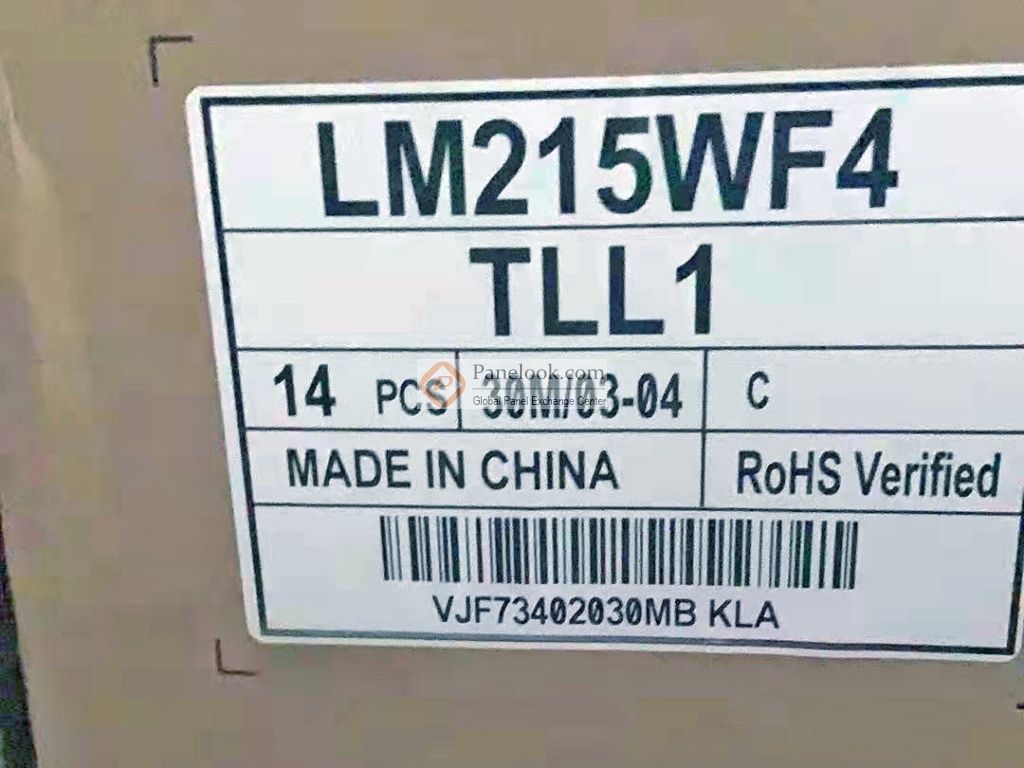 LM215WF4
TLL1
14 PCS 30M/03-04 C
Panelook.com
Global Panel Exchange Center
MADE IN CHINA RoHS Verified
VJF73402030MB KLA